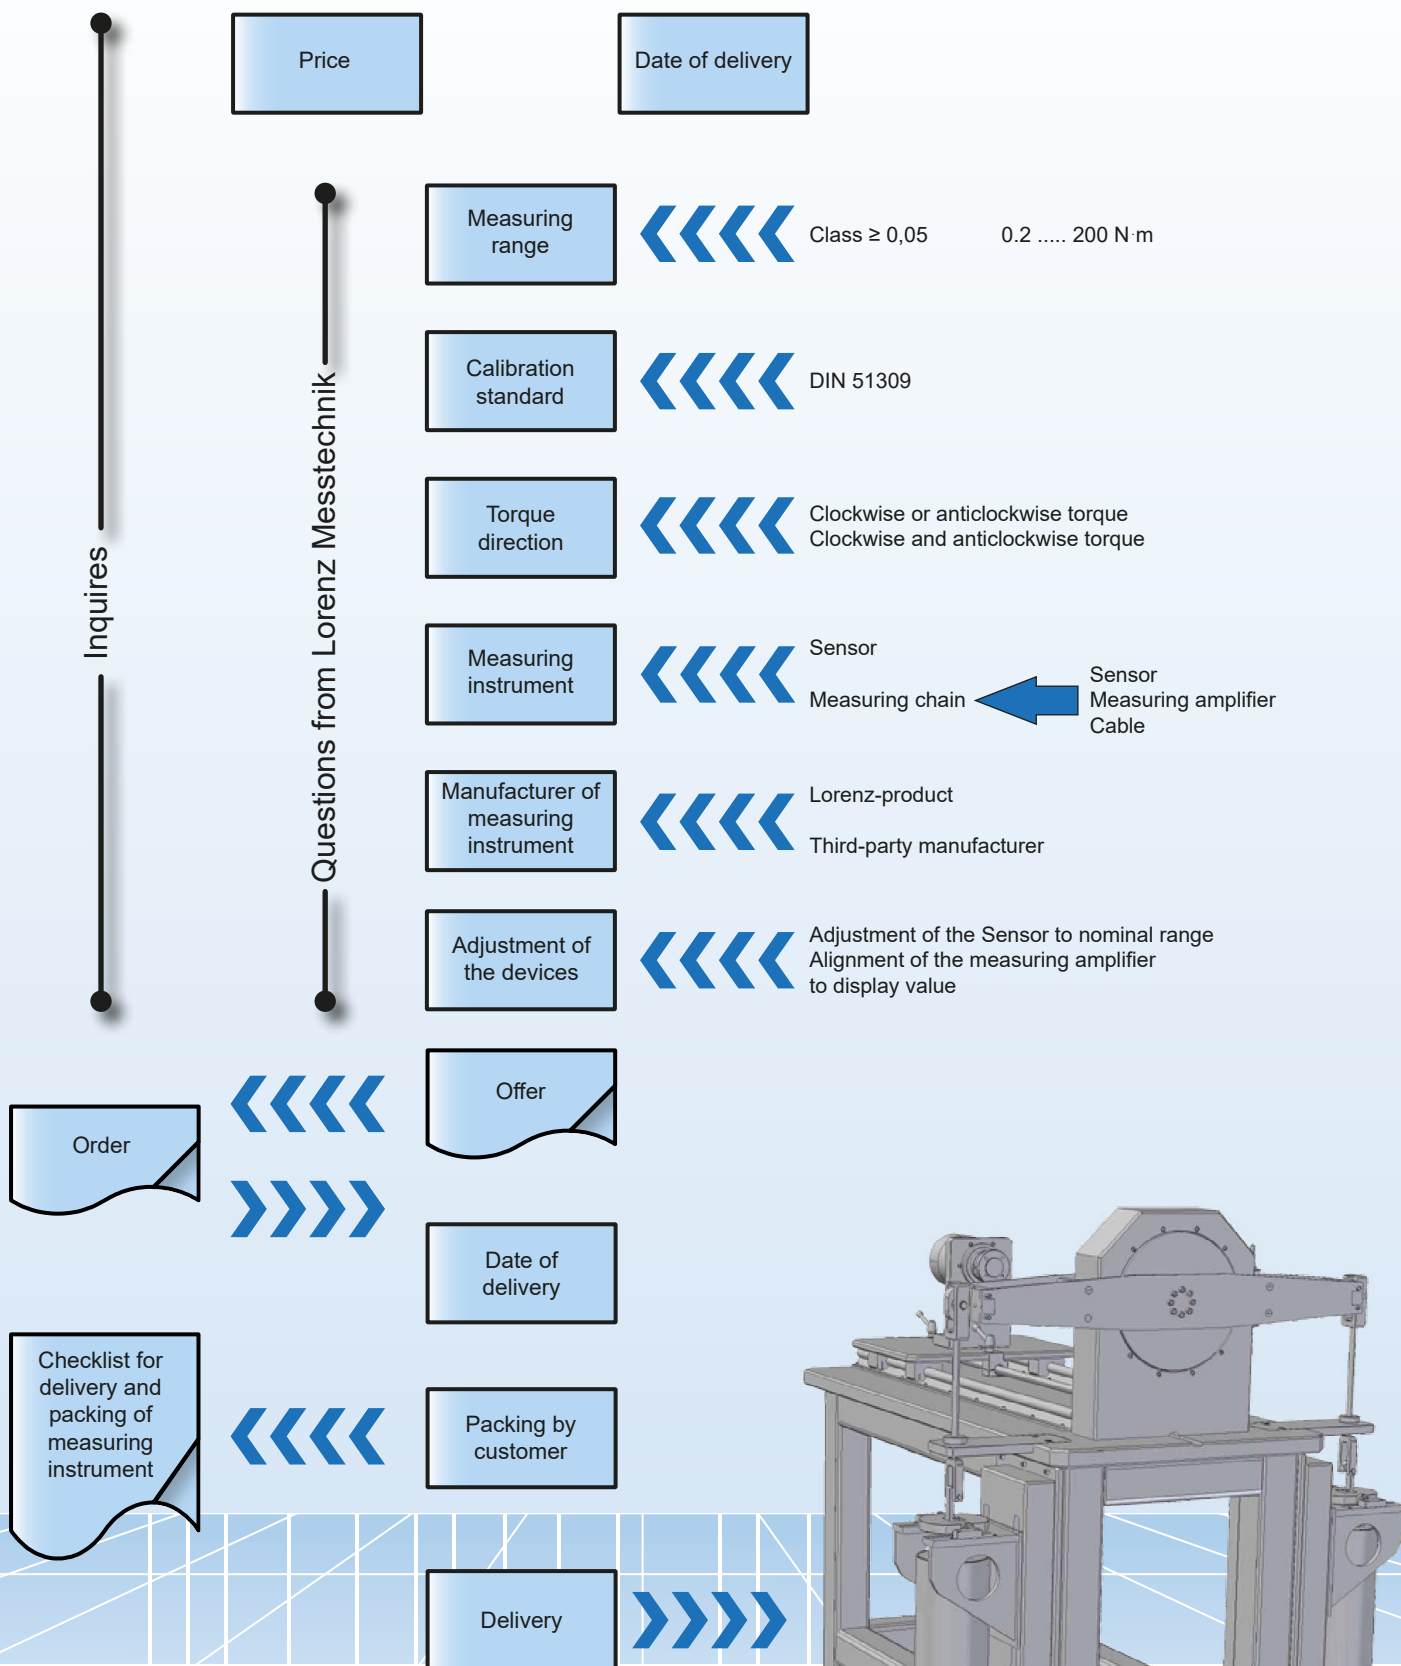 Price
Date of delivery
Inquires
Questions from Lorenz Messtechnik
Measuring
range
Class ≥ 0,05
0.2 ..... 200 N·m
Calibration
standard
DIN 51309
Torque
direction
Clockwise or anticlockwise torque
Clockwise and anticlockwise torque
Measuring
instrument
Sensor
Measuring chain
Sensor
Measuring amplifier
Cable
Manufacturer of
measuring
instrument
Lorenz-product
Third-party manufacturer
Adjustment of
the devices
Adjustment of the Sensor to nominal range
Alignment of the measuring amplifier
to display value
Offer
Order
Date of
delivery
Checklist for
delivery and
packing of
measuring
instrument
Packing by
customer
Delivery